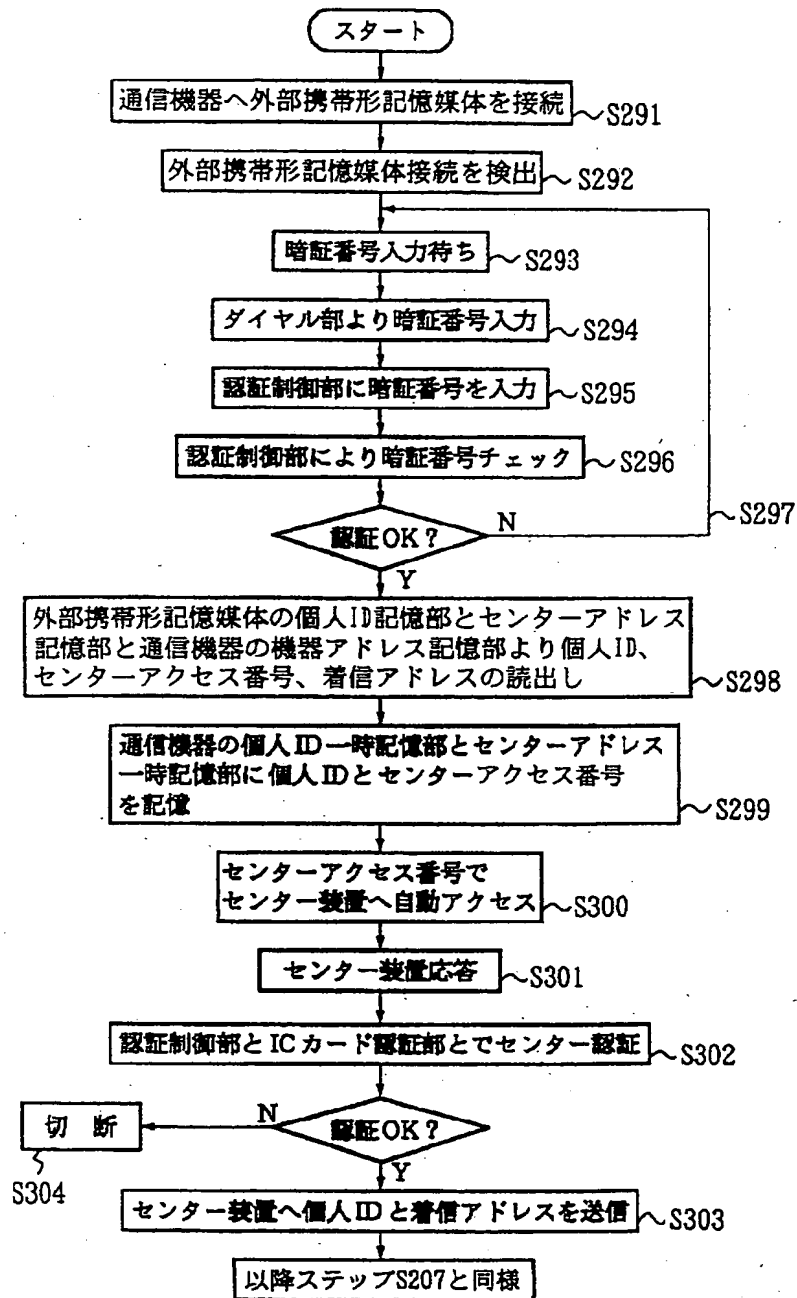 スタート
通信機器へ外部携帯形記憶媒体を接続
S291
外部携帯形記憶媒体接続を検出
S292
暗証番号入力待ち
S293
ダイヤル部より暗証番号入力
S294
認証制御部に暗証番号を入力
S295
認証制御部により暗証番号チェック
S296
認証OK?
N
S297
Y
外部携帯形記憶媒体の個人ID記憶部とセンターアドレス
記憶部と通信機器の機器アドレス記憶部より個人ID、
センターアクセス番号、着信アドレスの読出し
S298
通信機器の個人ID一時記憶部とセンターアドレス
一時記憶部に個人IDとセンターアクセス番号
を記憶
S299
センターアクセス番号で
センター装置へ自動アクセス
S300
センター装置応答
S301
認証制御部とICカード認証部とでセンター認証
S302
認証OK?
N
切 断
S304
Y
センター装置へ個人IDと着信アドレスを送信
S303
以降ステップS207と同様